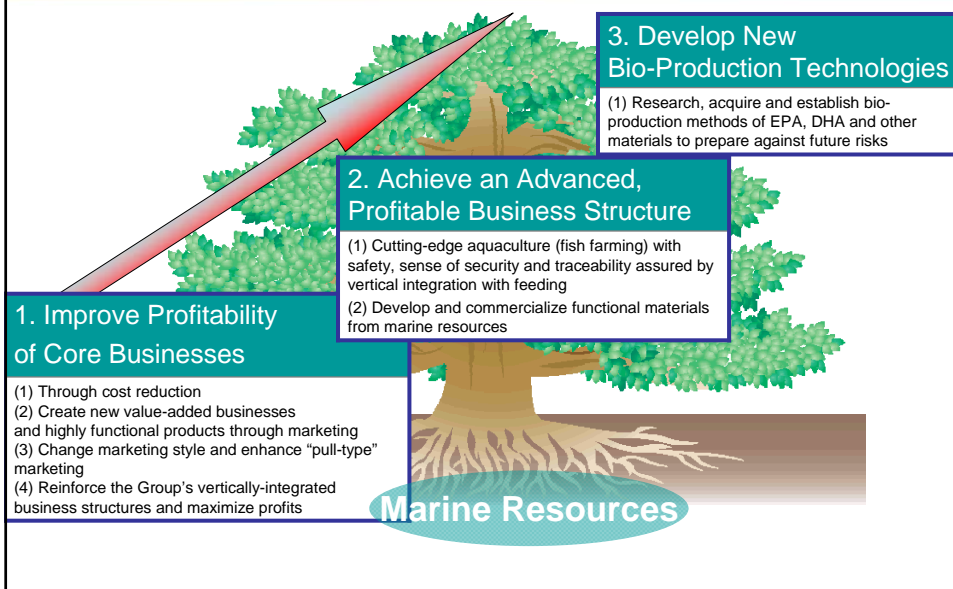 1. Improve Profitability
of Core Businesses
(1) Through cost reduction
(2) Create new value-added businesses
and highly functional products through marketing
(3) Change marketing style and enhance “pull-type”
marketing
(4) Reinforce the Group’s vertically-integrated
business structures and maximize profits
2. Achieve an Advanced,
Profitable Business Structure
(1) Cutting-edge aquaculture (fish farming) with
safety, sense of security and traceability assured by
vertical integration with feeding
(2) Develop and commercialize functional materials
from marine resources
3. Develop New
Bio-Production Technologies
(1) Research, acquire and establish bio-
production methods of EPA, DHA and other
materials to prepare against future risks
Marine Resources